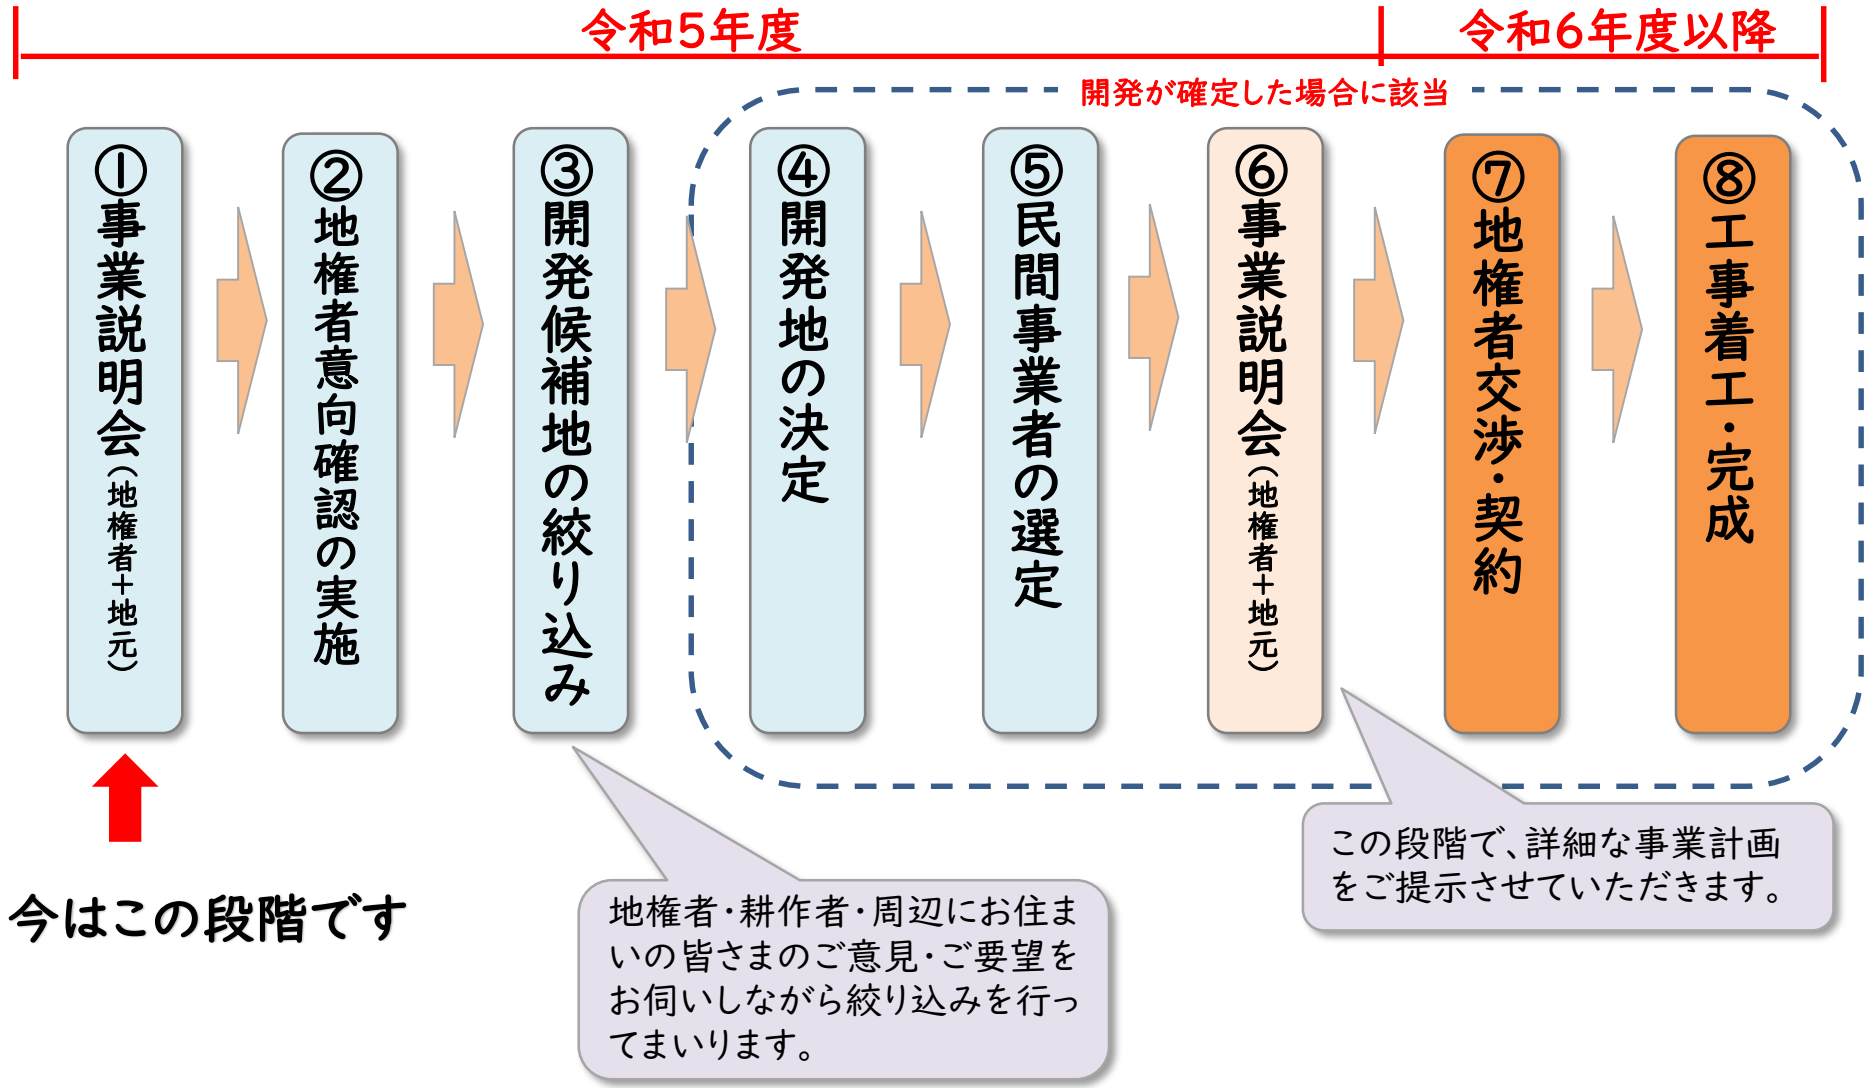 令和5年度
令和6年度以降
開発が確定した場合に該当
①事業説明会(地権者+地元)
②地権者意向確認の実施
③開発候補地の絞り込み
④開発地の決定
⑤民間事業者の選定
⑥事業説明会(地権者+地元)
⑦地権者交渉・契約
⑧工事着工・完成
今はこの段階です
地権者・耕作者・周辺にお住ま
いの皆さまのご意見・ご要望を
お伺いしながら絞り込みを行っ
てまいります。
この段階で、詳細な事業計画
をご提示させていただきます。